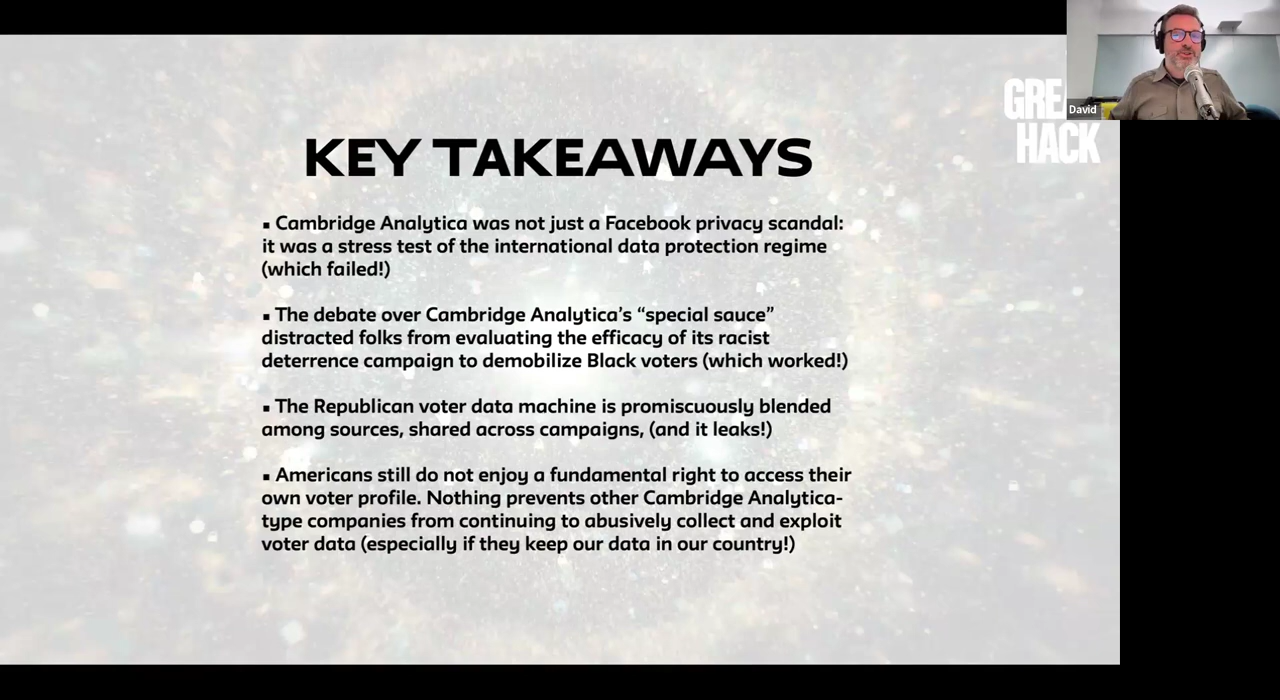 David
GREA
HACK
KEY TAKEAWAYS
▪ Cambridge Analytica was not just a Facebook privacy scandal:
it was a stress test of the international data protection regime
(which failed!)
▪ The debate over Cambridge Analytica’s “special sauce”
distracted folks from evaluating the efficacy of its racist
deterrence campaign to demobilize Black voters (which worked!)
▪ The Republican voter data machine is promiscuously blended
among sources, shared across campaigns, (and it leaks!)
▪ Americans still do not enjoy a fundamental right to access their
own voter profile. Nothing prevents other Cambridge Analytica-
type companies from continuing to abusively collect and exploit
voter data (especially if they keep our data in our country!)